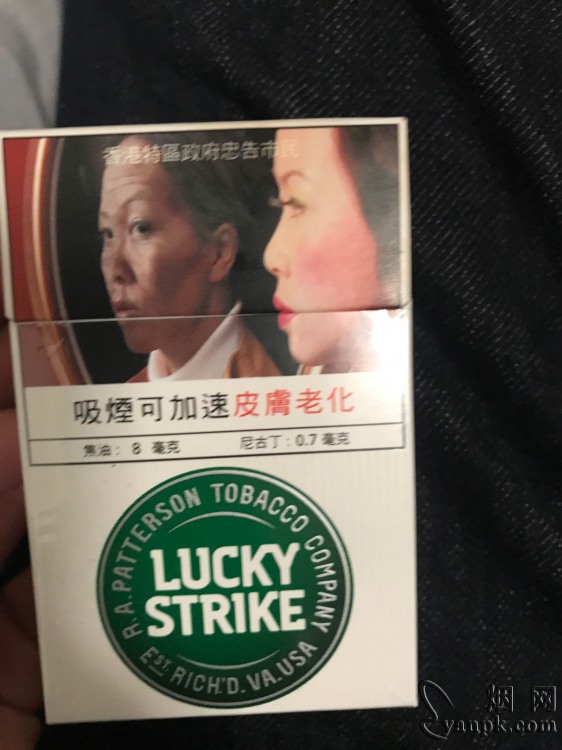 香港特區政府忠告市民
吸煙可加速皮膚老化
焦油: 8 毫克 尼古丁: 0.7 毫克
R.A. PATTERSON TOBACCO COMPANY
LUCKY
STRIKE
EST. RICH'D. VA. USA
烟网
yanpk.com